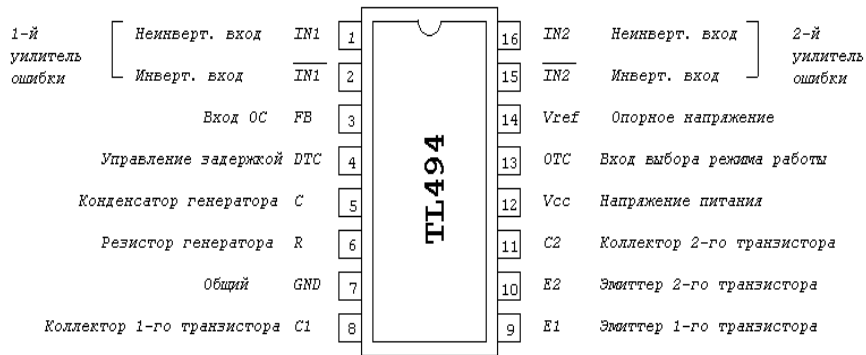 1-й
уилитель
ошибки
Неинверт. вход IN1 1
Инверт. вход IN1 2
Вход ОС FB 3
Управление задержкой DTC 4
Конденсатор генератора C 5
Резистор генератора R 6
Общий GND 7
Коллектор 1-го транзистора C1 8
TL494
16 IN2 Неинверт. вход
15 IN2 Инверт. вход
2-й
уилитель
ошибки
14 Vref Опорное напряжение
13 OTC Вход выбора режима работы
12 Vcc Напряжение питания
11 C2 Коллектор 2-го транзистора
10 E2 Эмиттер 2-го транзистора
9 E1 Эмиттер 1-го транзистора